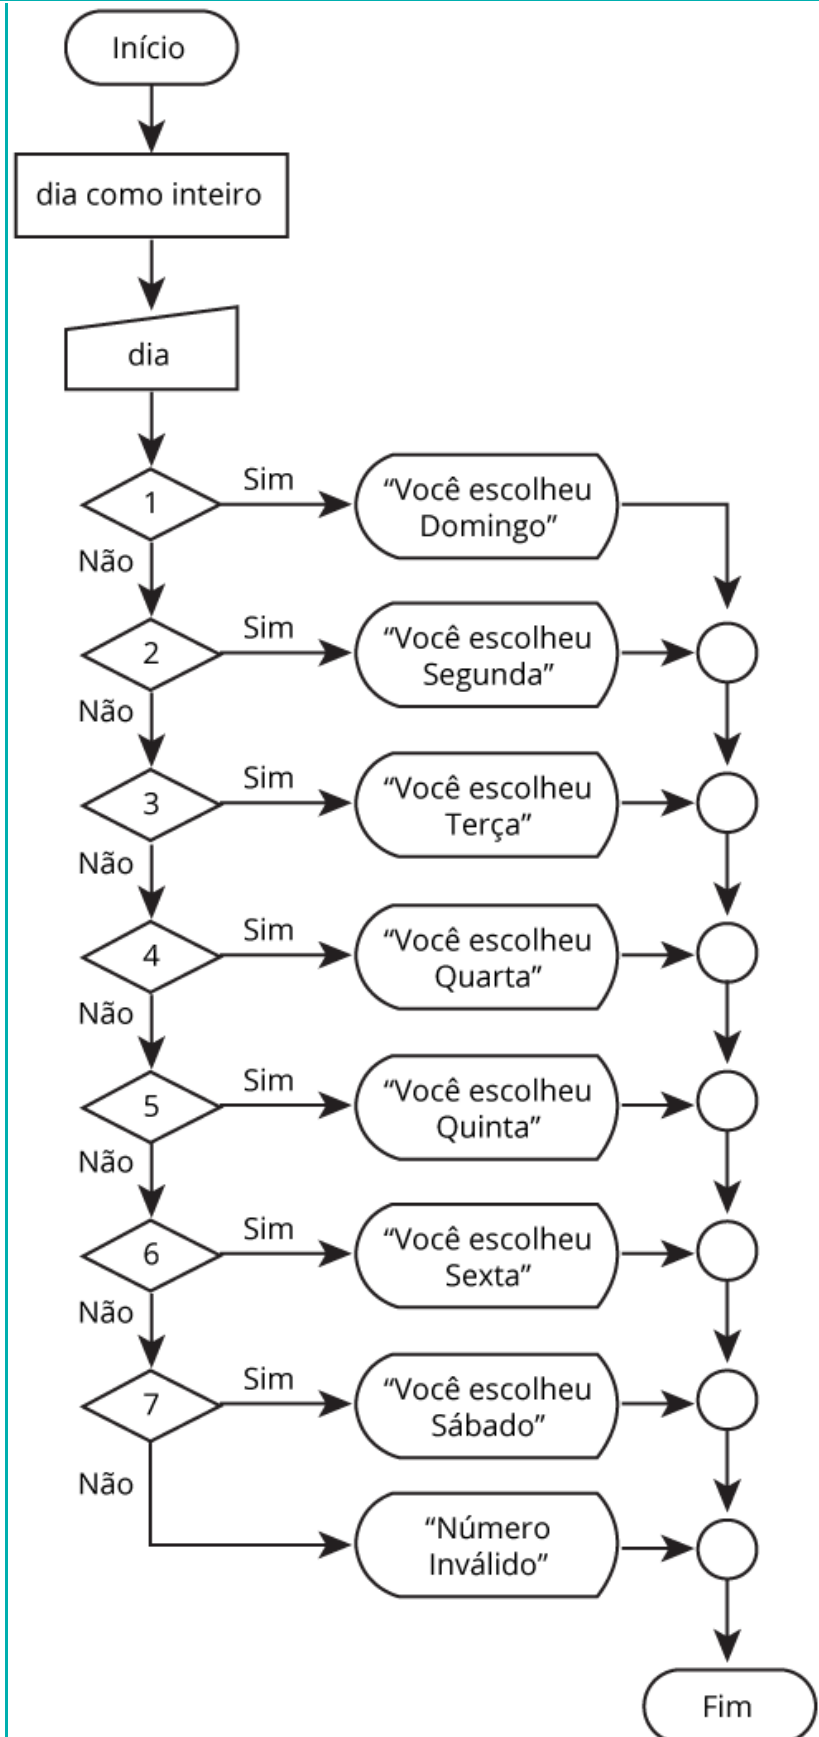 Início
dia como inteiro
dia
1
Sim
“Você escolheu
Domingo”
Não
2
Sim
“Você escolheu
Segunda”
Não
3
Sim
“Você escolheu
Terça”
Não
4
Sim
“Você escolheu
Quarta”
Não
5
Sim
“Você escolheu
Quinta”
Não
6
Sim
“Você escolheu
Sexta”
Não
7
Sim
“Você escolheu
Sábado”
Não
“Número
Inválido”
Fim